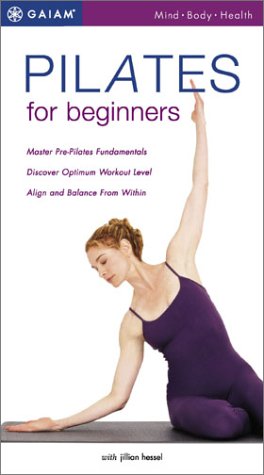 GAIAM®
Mind • Body • Health
PILATES
for beginners
Master Pre-Pilates Fundamentals
Discover Optimum Workout Level
Align and Balance From Within
with jillian hessel